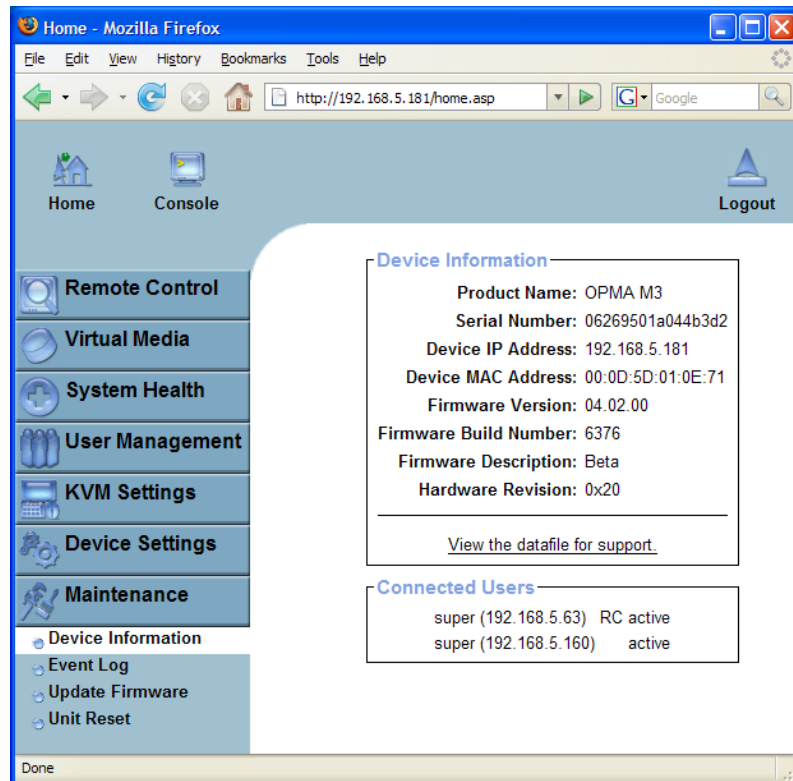 Home - Mozilla Firefox
File Edit View History Bookmarks Tools Help
http://192.168.5.181/home.asp G Google
Home Console Logout
Remote Control
Virtual Media
System Health
User Management
KVM Settings
Device Settings
Maintenance
Device Information
Event Log
Update Firmware
Unit Reset
Device Information
Product Name: OPMA M3
Serial Number: 06269501a044b3d2
Device IP Address: 192.168.5.181
Device MAC Address: 00:0D:5D:01:0E:71
Firmware Version: 04.02.00
Firmware Build Number: 6376
Firmware Description: Beta
Hardware Revision: 0x20
View the datafile for support.
Connected Users
super (192.168.5.63) RC active
super (192.168.5.160) active
Done